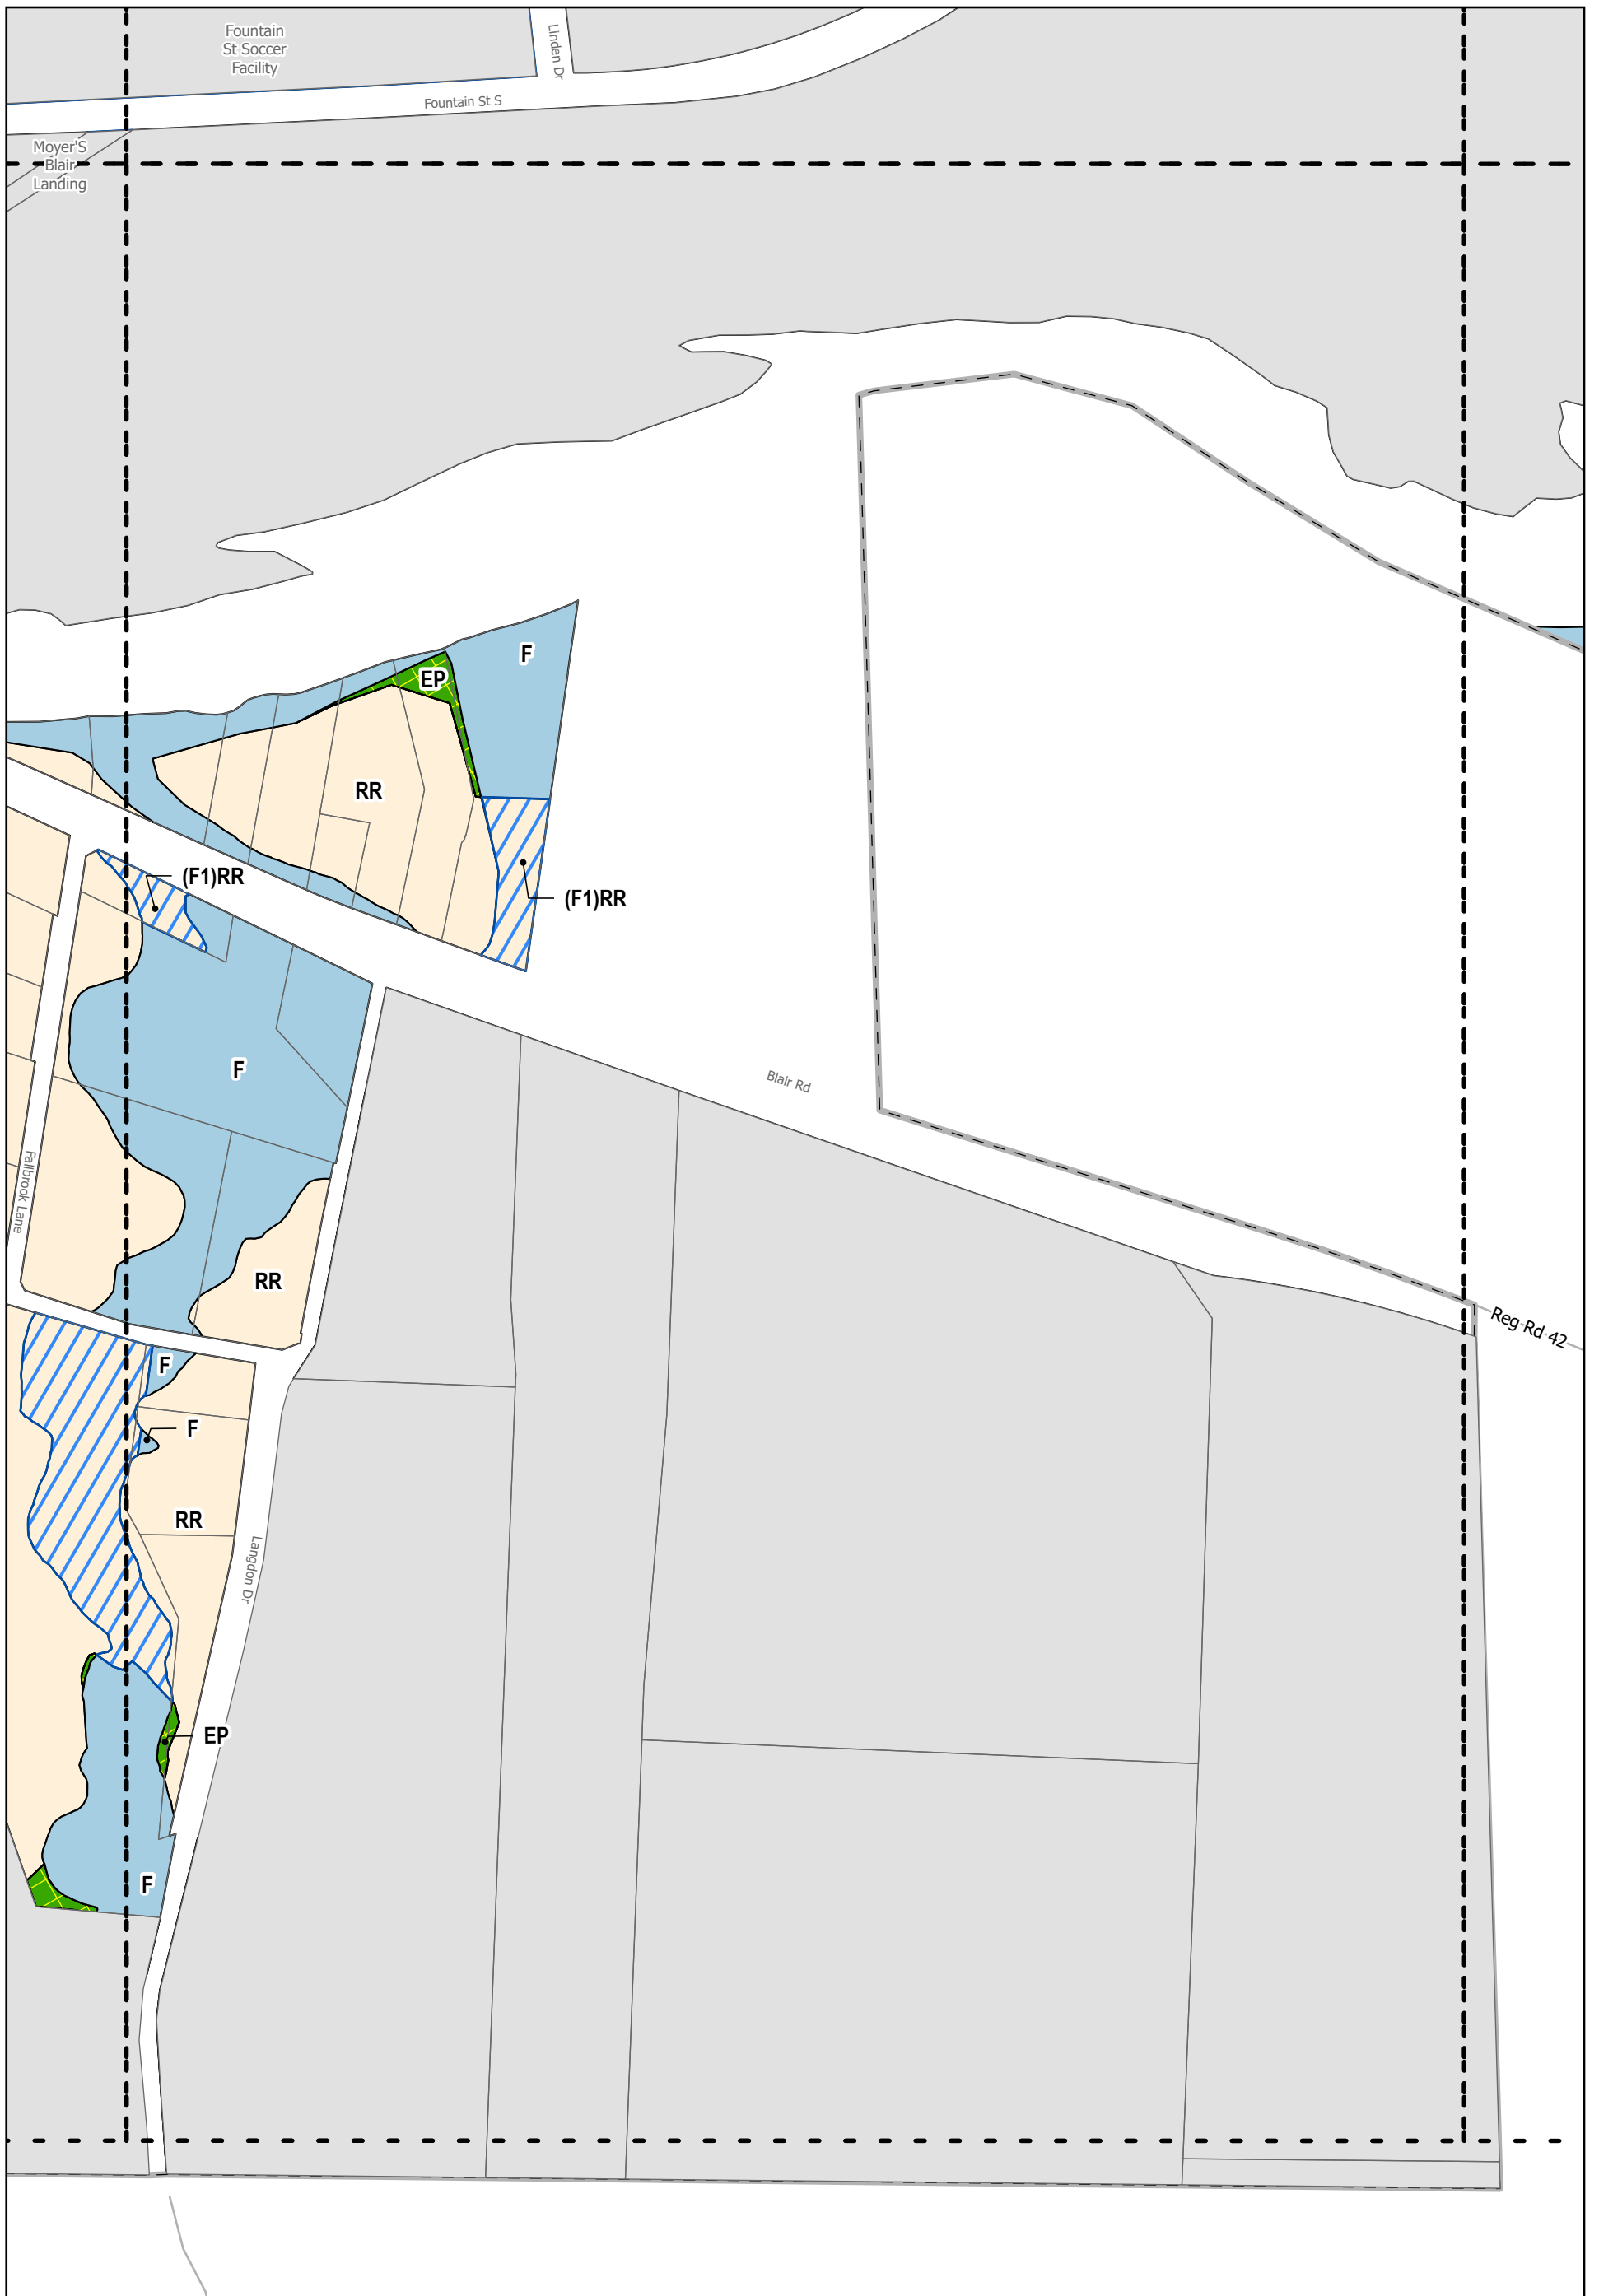 Fountain
St Soccer
Facility
Linden Dr
Fountain St S
Moyer'S
Blair
Landing
F
EP
RR
(F1)RR
(F1)RR
F
Blair Rd
Fallbrook Lane
RR
Reg Rd 42
F
F
RR
Langdon Dr
EP
F